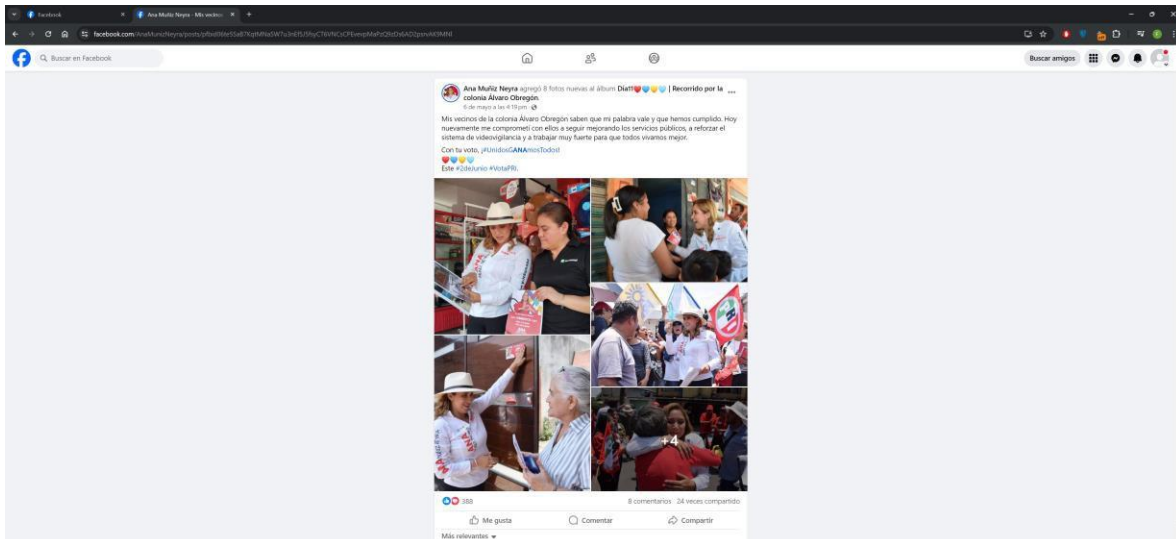 Facebook
Ana Muñiz Neyra - Mis vecinos
Buscar en Facebook
Buscar amigos
Ana Muñiz Neyra agregó 8 fotos nuevas al álbum Día11❤️💙💛🩵 | Recorrido por la
colonia Álvaro Obregón.
6 de mayo a las 4:19 pm
Mis vecinos de la colonia Álvaro Obregón saben que mi palabra vale y que hemos cumplido. Hoy
nuevamente me comprometí con ellos a seguir mejorando los servicios públicos, a reforzar el
sistema de videovigilancia y a trabajar muy fuerte para que todos vivamos mejor.
Con tu voto, ¡#UnidosGANAmosTodos!
❤️💙💛🩵
Este #2deJunio #VotaPRI.
ANA
ANA
PRI
+4
388
8 comentarios 24 veces compartido
Me gusta
Comentar
Compartir
Más relevantes